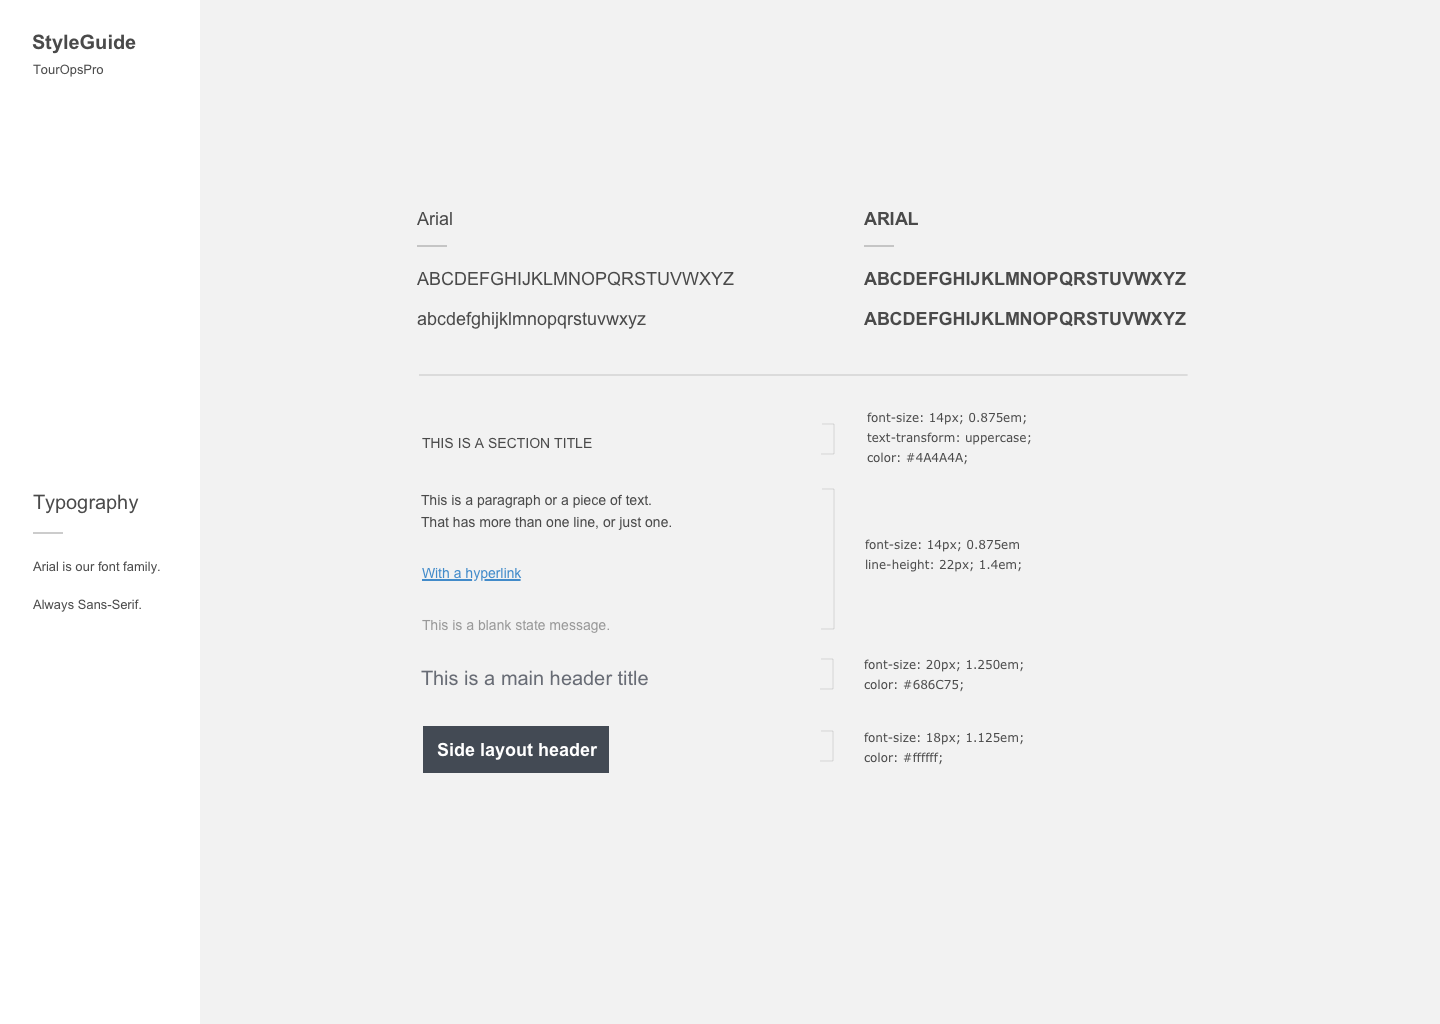 StyleGuide
TourOpsPro
Typography
Arial is our font family.
Always Sans-Serif.
Arial
ABCDEFGHIJKLMNOPQRSTUVWXYZ
abcdefghijklmnopqrstuvwxyz
ARIAL
ABCDEFGHIJKLMNOPQRSTUVWXYZ
ABCDEFGHIJKLMNOPQRSTUVWXYZ
THIS IS A SECTION TITLE
font-size: 14px; 0.875em;
text-transform: uppercase;
color: #4A4A4A;
This is a paragraph or a piece of text.
That has more than one line, or just one.
With a hyperlink
This is a blank state message.
font-size: 14px; 0.875em
line-height: 22px; 1.4em;
This is a main header title
font-size: 20px; 1.250em;
color: #686C75;
Side layout header
font-size: 18px; 1.125em;
color: #ffffff;